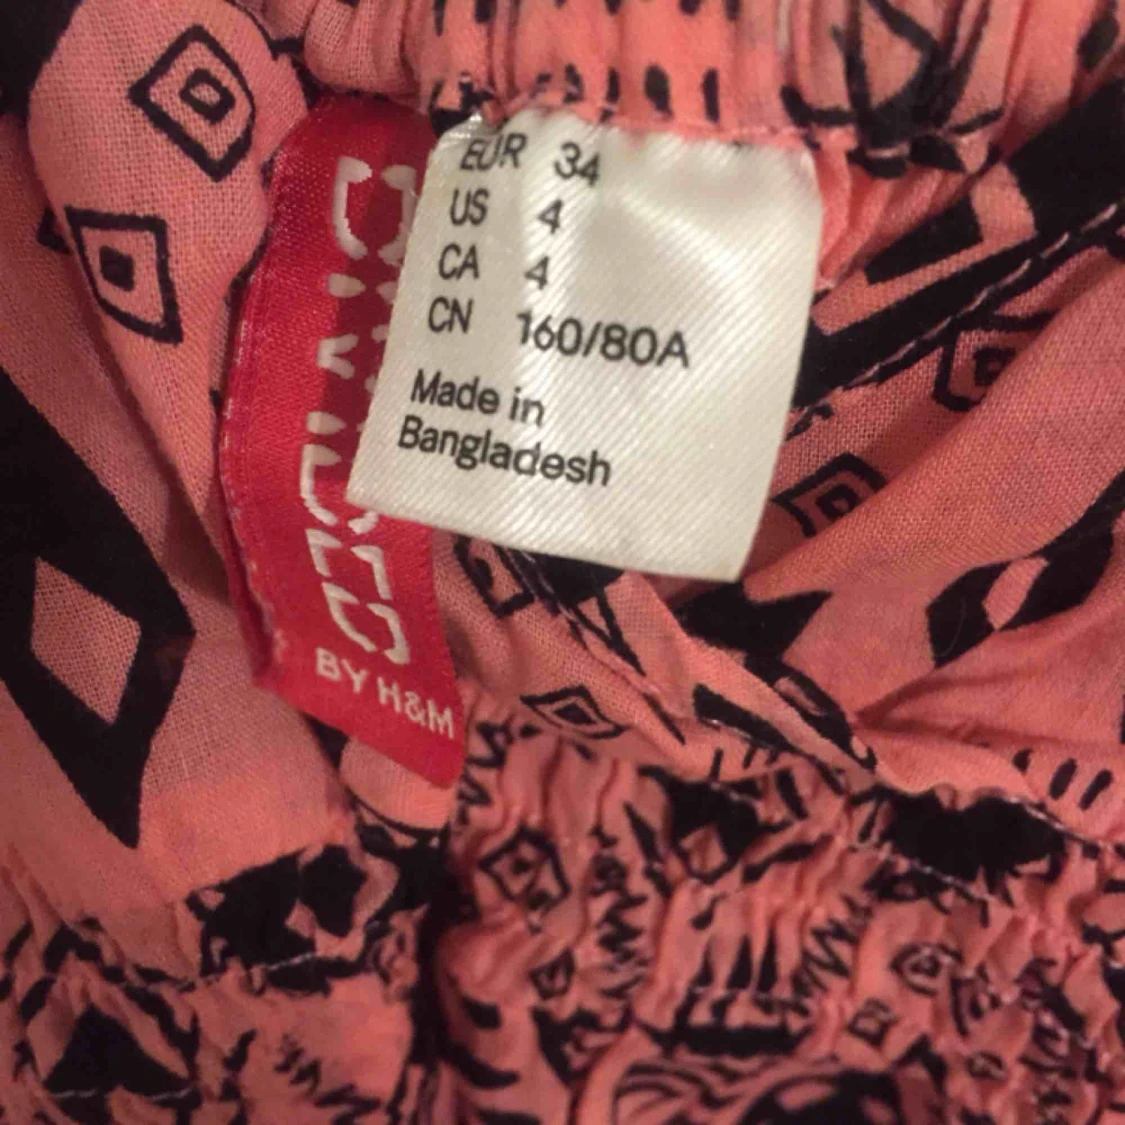 EUR 34
US 4
CA 4
CN 160/80A
Made in
Bangladesh
BY H&M